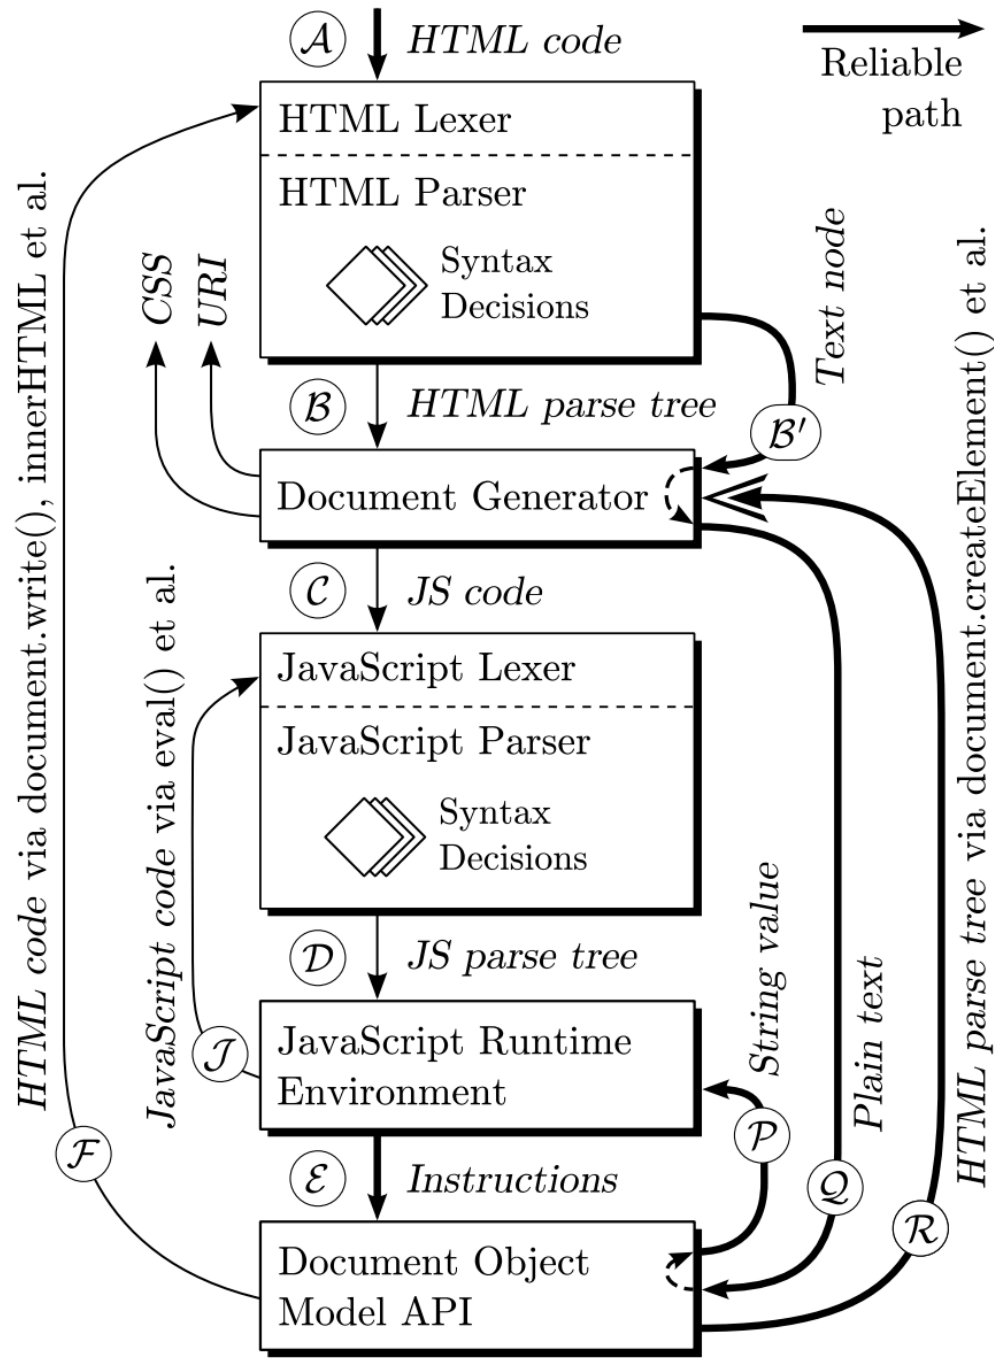 𝒜
HTML code
Reliable
path
HTML Lexer
HTML Parser
Syntax
Decisions
Text node
CSS
URI
ℬ
HTML parse tree
ℬ′
Document Generator
𝒞
JS code
JavaScript Lexer
JavaScript Parser
Syntax
Decisions
𝒟
JS parse tree
JavaScript Runtime
Environment
𝒥
String value
𝒫
Plain text
𝒬
ℰ
Instructions
Document Object
Model API
ℱ
ℛ
HTML code via document.write(), innerHTML et al.
JavaScript code via eval() et al.
HTML parse tree via document.createElement() et al.